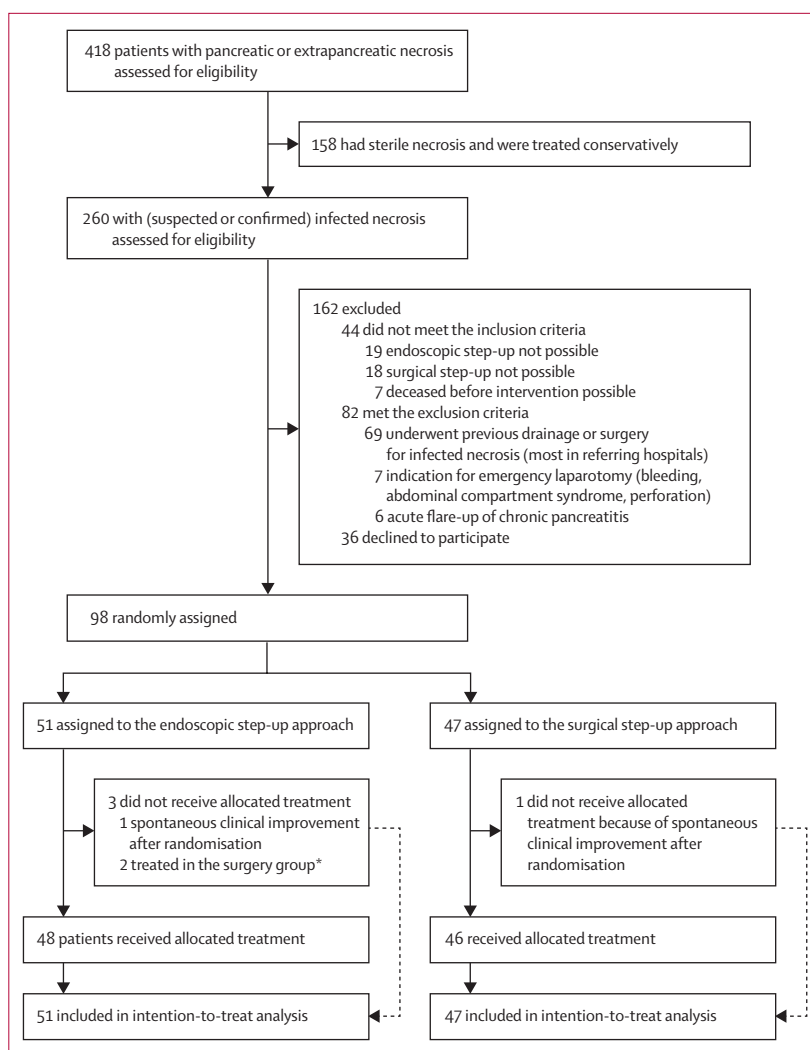 418 patients with pancreatic or extrapancreatic necrosis
assessed for eligibility
158 had sterile necrosis and were treated conservatively
260 with (suspected or confirmed) infected necrosis
assessed for eligibility
162 excluded
44 did not meet the inclusion criteria
19 endoscopic step-up not possible
18 surgical step-up not possible
7 deceased before intervention possible
82 met the exclusion criteria
69 underwent previous drainage or surgery
for infected necrosis (most in referring hospitals)
7 indication for emergency laparotomy (bleeding,
abdominal compartment syndrome, perforation)
6 acute flare-up of chronic pancreatitis
36 declined to participate
98 randomly assigned
51 assigned to the endoscopic step-up approach
47 assigned to the surgical step-up approach
3 did not receive allocated treatment
1 spontaneous clinical improvement
after randomisation
2 treated in the surgery group*
1 did not receive allocated
treatment because of spontaneous
clinical improvement after
randomisation
48 patients received allocated treatment
46 received allocated treatment
51 included in intention-to-treat analysis
47 included in intention-to-treat analysis